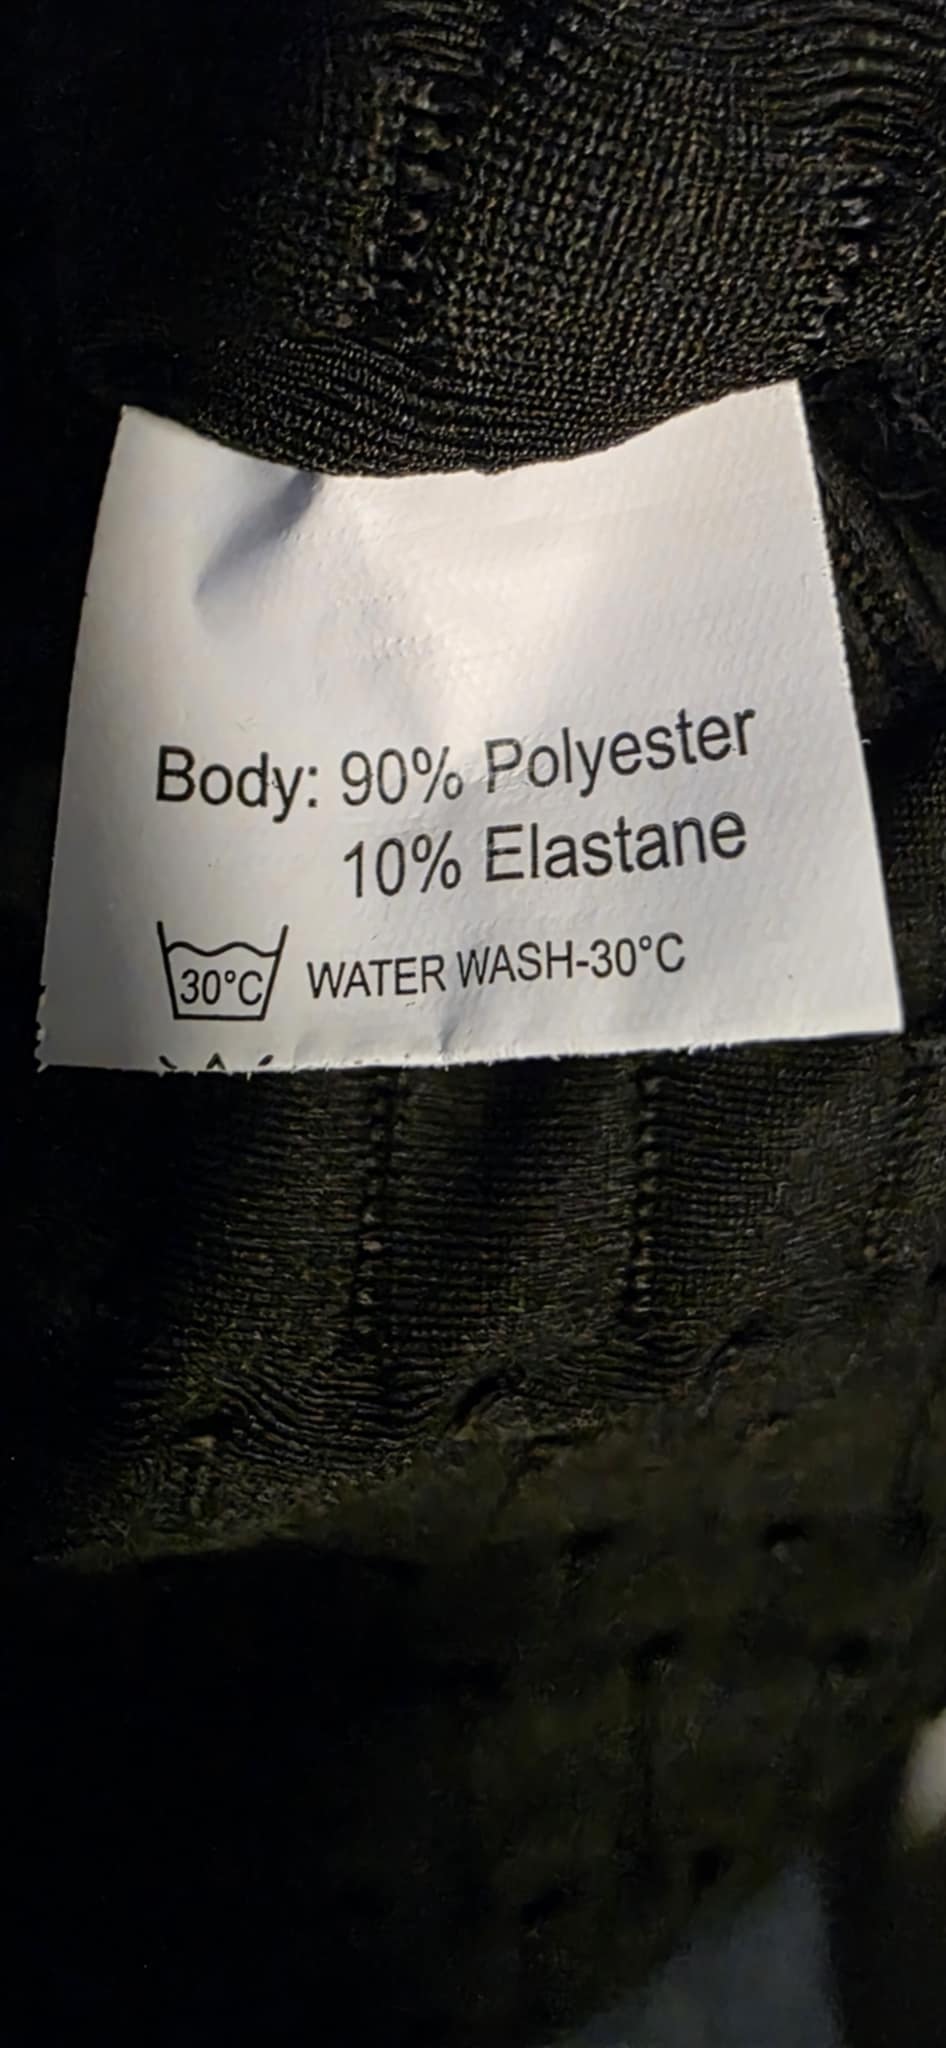 Body: 90% Polyester
10% Elastane
30°C WATER WASH-30°C